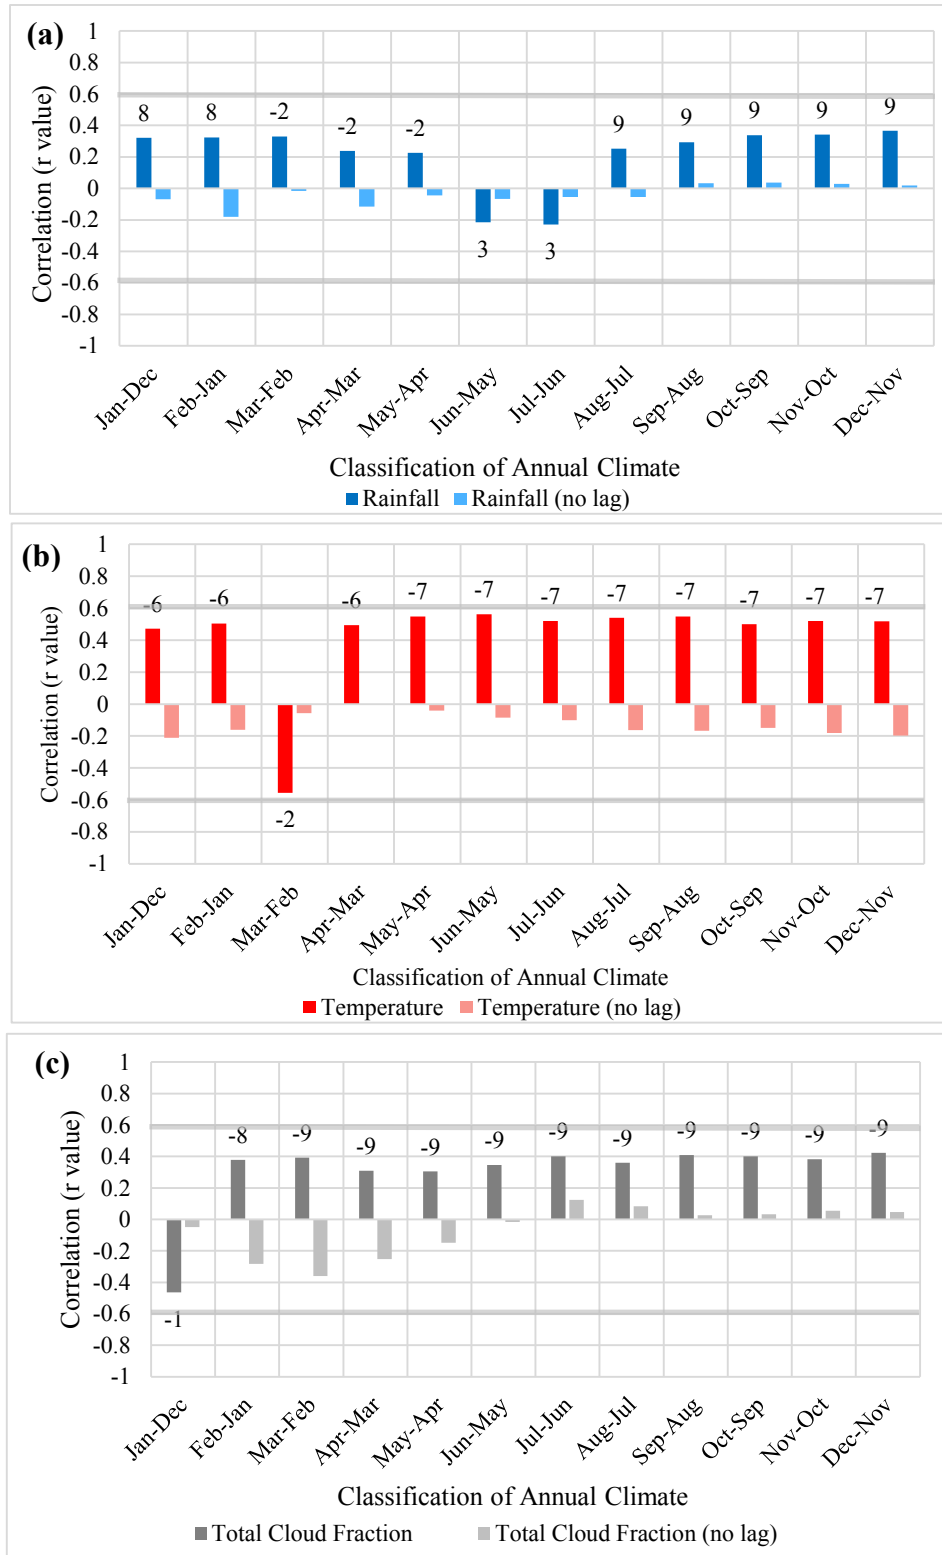 (a)
Correlation (r value)
1
0.8
0.6
0.4
0.2
0
-0.2
-0.4
-0.6
-0.8
-1
8 8 -2 -2 -2 3 3 9 9 9 9 9
Jan-Dec Feb-Jan Mar-Feb Apr-Mar May-Apr Jun-May Jul-Jun Aug-Jul Sep-Aug Oct-Sep Nov-Oct Dec-Nov
Classification of Annual Climate
Rainfall Rainfall (no lag)
(b)
Correlation (r value)
1
0.8
0.6
0.4
0.2
0
-0.2
-0.4
-0.6
-0.8
-1
-6 -6 -2 -6 -7 -7 -7 -7 -7 -7 -7 -7
Jan-Dec Feb-Jan Mar-Feb Apr-Mar May-Apr Jun-May Jul-Jun Aug-Jul Sep-Aug Oct-Sep Nov-Oct Dec-Nov
Classification of Annual Climate
Temperature Temperature (no lag)
(c)
Correlation (r value)
1
0.8
0.6
0.4
0.2
0
-0.2
-0.4
-0.6
-0.8
-1
-1 -8 -9 -9 -9 -9 -9 -9 -9 -9 -9 -9
Jan-Dec Feb-Jan Mar-Feb Apr-Mar May-Apr Jun-May Jul-Jun Aug-Jul Sep-Aug Oct-Sep Nov-Oct Dec-Nov
Classification of Annual Climate
Total Cloud Fraction Total Cloud Fraction (no lag)